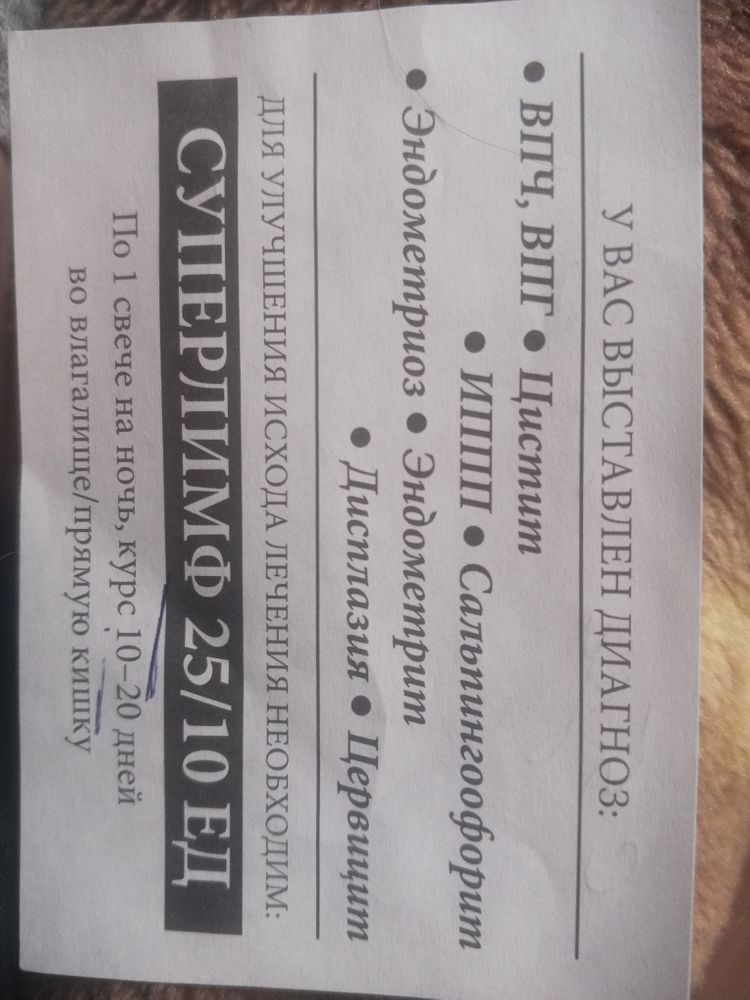 У ВАС ВЫСТАВЛЕН ДИАГНОЗ:
• ВПЧ, ВПГ • Цистит
• ИППП • Сальпингоофорит
• Эндометриоз • Эндометрит
• Дисплазия • Цервицит
ДЛЯ УЛУЧШЕНИЯ ИСХОДА ЛЕЧЕНИЯ НЕОБХОДИМ:
СУПЕРЛИМФ 25/10 ЕД
По 1 свече на ночь, курс 10–20 дней
во влагалище/прямую кишку